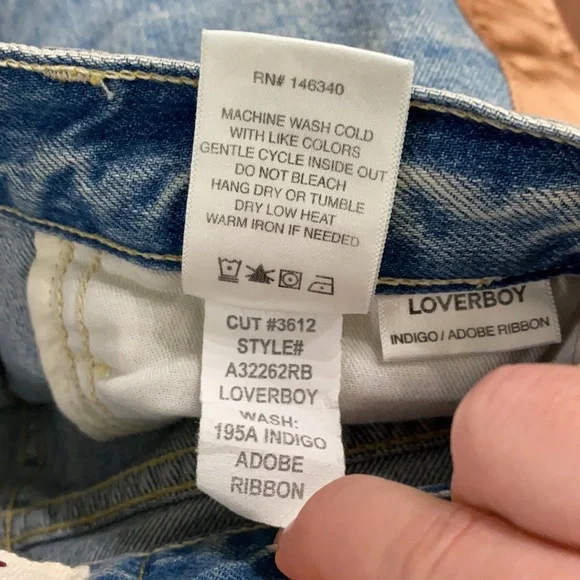 RN# 146340
MACHINE WASH COLD
WITH LIKE COLORS
GENTLE CYCLE INSIDE OUT
DO NOT BLEACH
HANG DRY OR TUMBLE
DRY LOW HEAT
WARM IRON IF NEEDED
CUT #3612
STYLE#
A32262RB
LOVERBOY
WASH:
195A INDIGO
ADOBE
RIBBON
LOVERBOY
INDIGO / ADOBE RIBBON